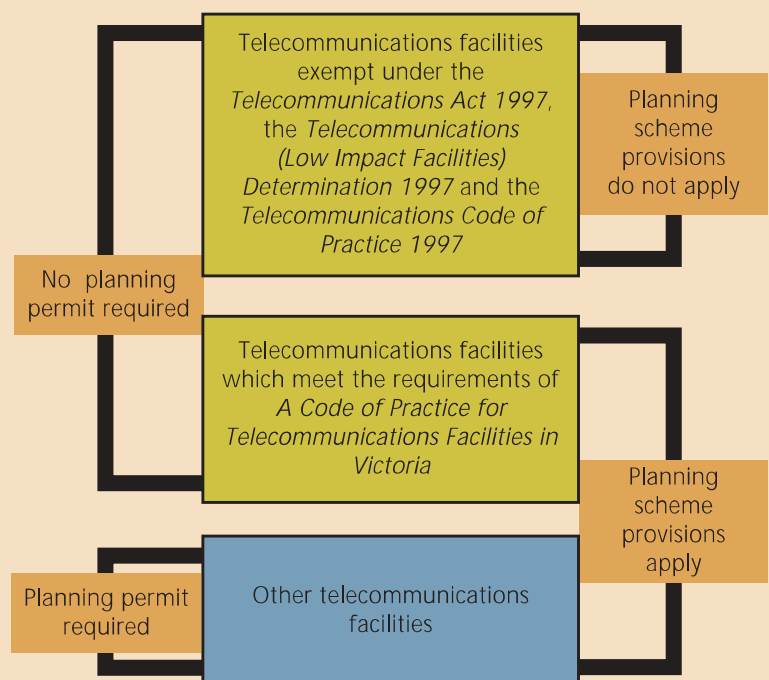 Telecommunications facilities
exempt under the
Telecommunications Act 1997,
the Telecommunications
(Low Impact Facilities)
Determination 1997 and the
Telecommunications Code of
Practice 1997
Planning
scheme
provisions
do not apply
No planning
permit required
Telecommunications facilities
which meet the requirements of
A Code of Practice for
Telecommunications Facilities in
Victoria
Planning
scheme
provisions
apply
Planning permit
required
Other telecommunications
facilities